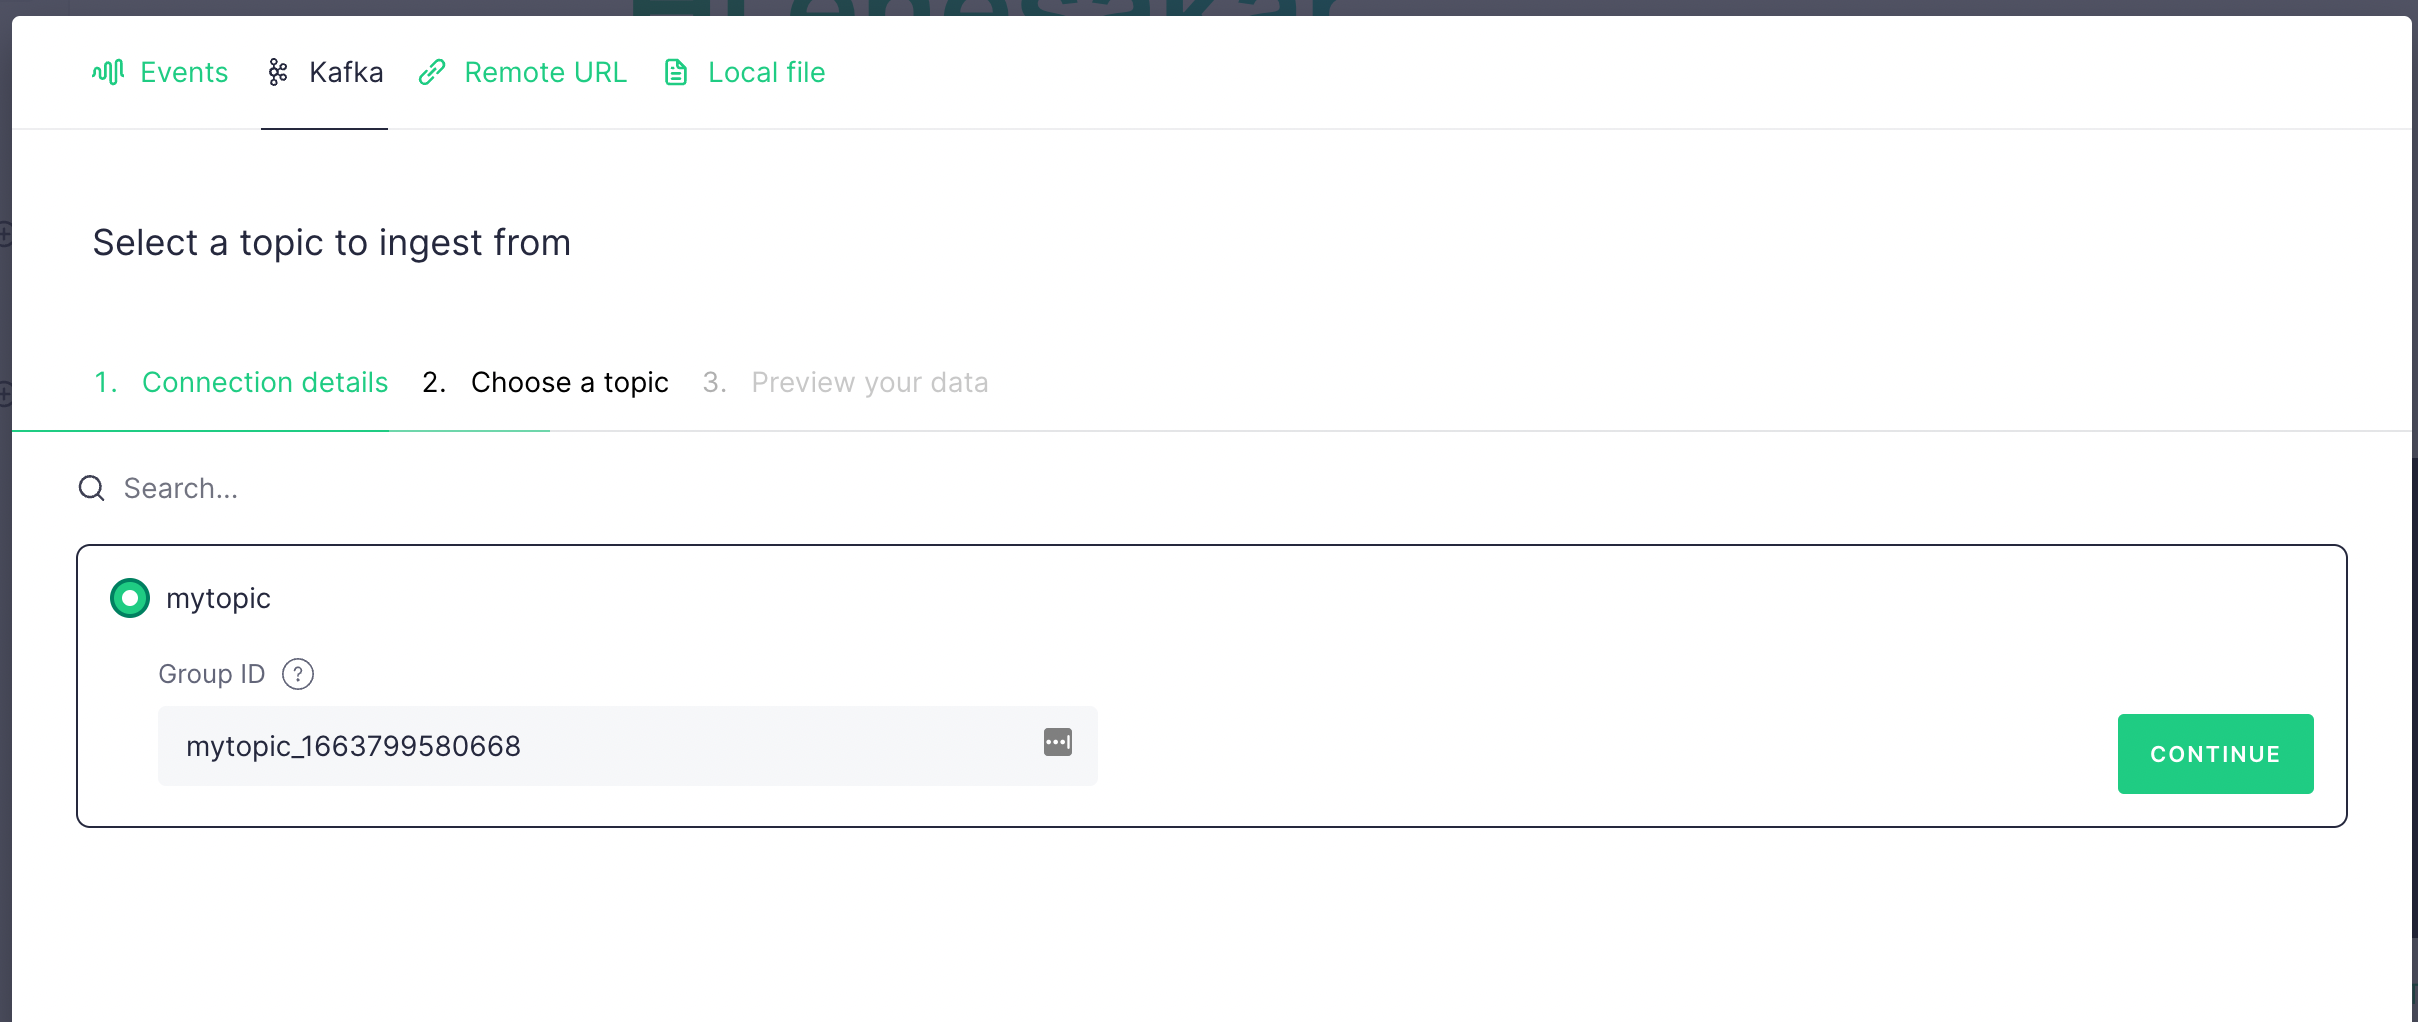 Events Kafka Remote URL Local file
Select a topic to ingest from
1. Connection details 2. Choose a topic 3. Preview your data
Search...
mytopic
Group ID ?
mytopic_1663799580668
CONTINUE